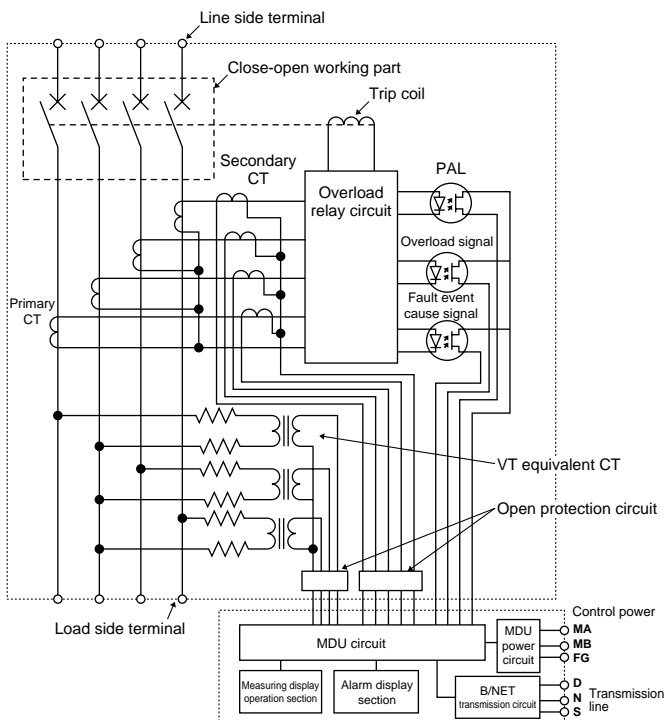 Line side terminal
Close-open working part
Trip coil
Secondary
CT
PAL
Overload
relay circuit
Overload signal
Fault event
cause signal
Primary
CT
VT equivalent CT
Open protection circuit
Load side terminal
Control power
MDU circuit
MDU
power
circuit
MA
MB
FG
Measuring display
operation section
Alarm display
section
B/NET
transmission circuit
D
N
S
Transmission
line